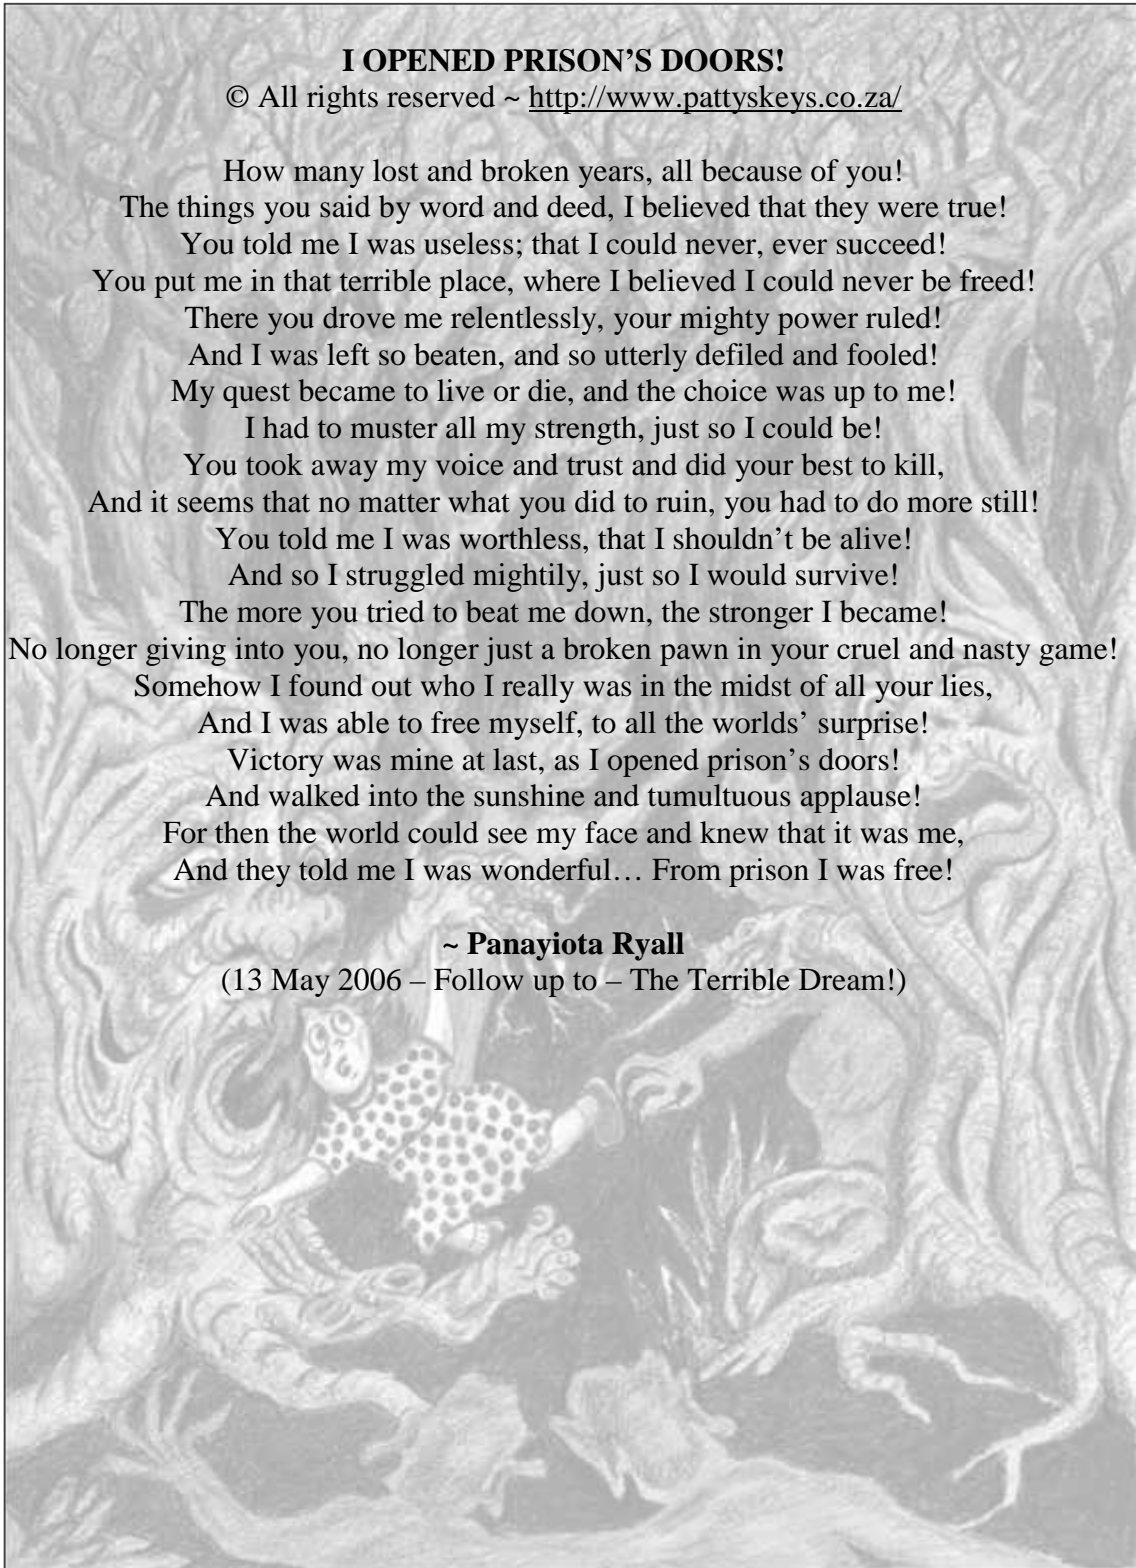 I OPENED PRISON’S DOORS!
© All rights reserved ~ http://www.pattyskeys.co.za/
How many lost and broken years, all because of you!
The things you said by word and deed, I believed that they were true!
You told me I was useless; that I could never, ever succeed!
You put me in that terrible place, where I believed I could never be freed!
There you drove me relentlessly, your mighty power ruled!
And I was left so beaten, and so utterly defiled and fooled!
My quest became to live or die, and the choice was up to me!
I had to muster all my strength, just so I could be!
You took away my voice and trust and did your best to kill,
And it seems that no matter what you did to ruin, you had to do more still!
You told me I was worthless, that I shouldn’t be alive!
And so I struggled mightily, just so I would survive!
The more you tried to beat me down, the stronger I became!
No longer giving into you, no longer just a broken pawn in your cruel and nasty game!
Somehow I found out who I really was in the midst of all your lies,
And I was able to free myself, to all the worlds’ surprise!
Victory was mine at last, as I opened prison’s doors!
And walked into the sunshine and tumultuous applause!
For then the world could see my face and knew that it was me,
And they told me I was wonderful… From prison I was free!
~ Panayiota Ryall
(13 May 2006 – Follow up to – The Terrible Dream!)